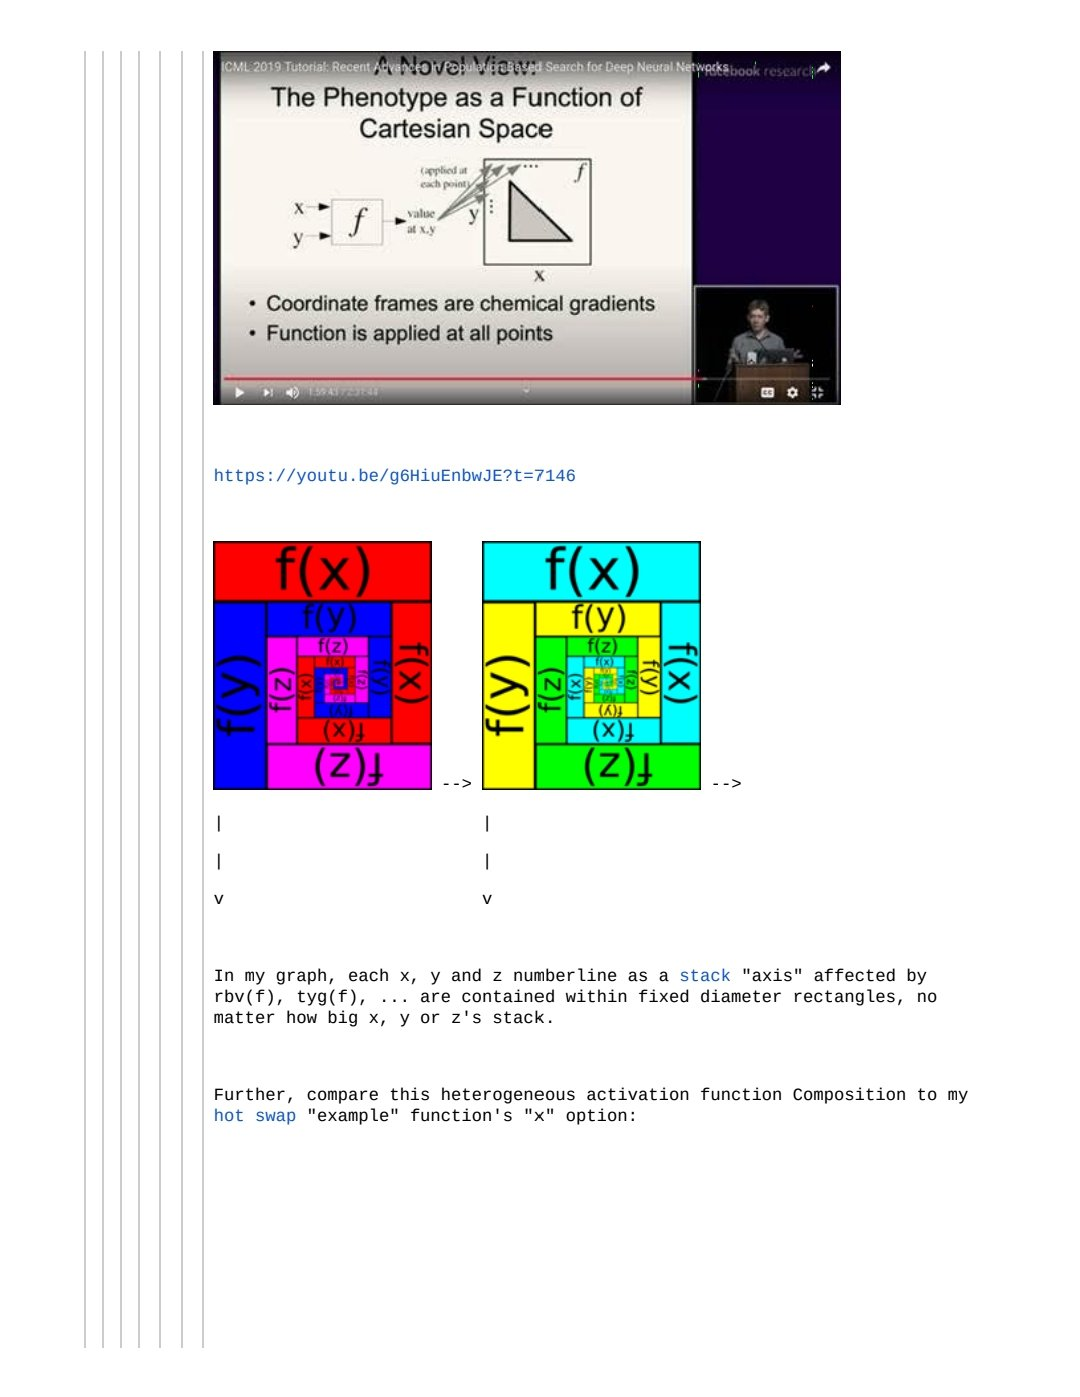 A Novel View:
ICML 2019 Tutorial: Recent Advances in Population-Based Search for Deep Neural Networks
facebook research
The Phenotype as a Function of
Cartesian Space
(applied at
each point)
... f
x
y
f
value
at x,y
y
x
• Coordinate frames are chemical gradients
• Function is applied at all points
1:59:43 / 2:31:44
CC
https://youtu.be/g6HiuEnbwJE?t=7146
f(x)
f(y)
f(y)
f(x)
f(z)
f(z)
f(z)
f(y)
f(x)
f(x)
f(x)
f(z)
f(y)
f(x)
f(y)
f(y)
f(x)
f(z)
f(z)
f(z)
f(y)
f(x)
f(x)
f(x)
f(z)
f(y)
--> -->
| |
| |
v v
In my graph, each x, y and z numberline as a stack "axis" affected by
rbv(f), tyg(f), ... are contained within fixed diameter rectangles, no
matter how big x, y or z's stack.
Further, compare this heterogeneous activation function Composition to my
hot swap "example" function's "x" option: